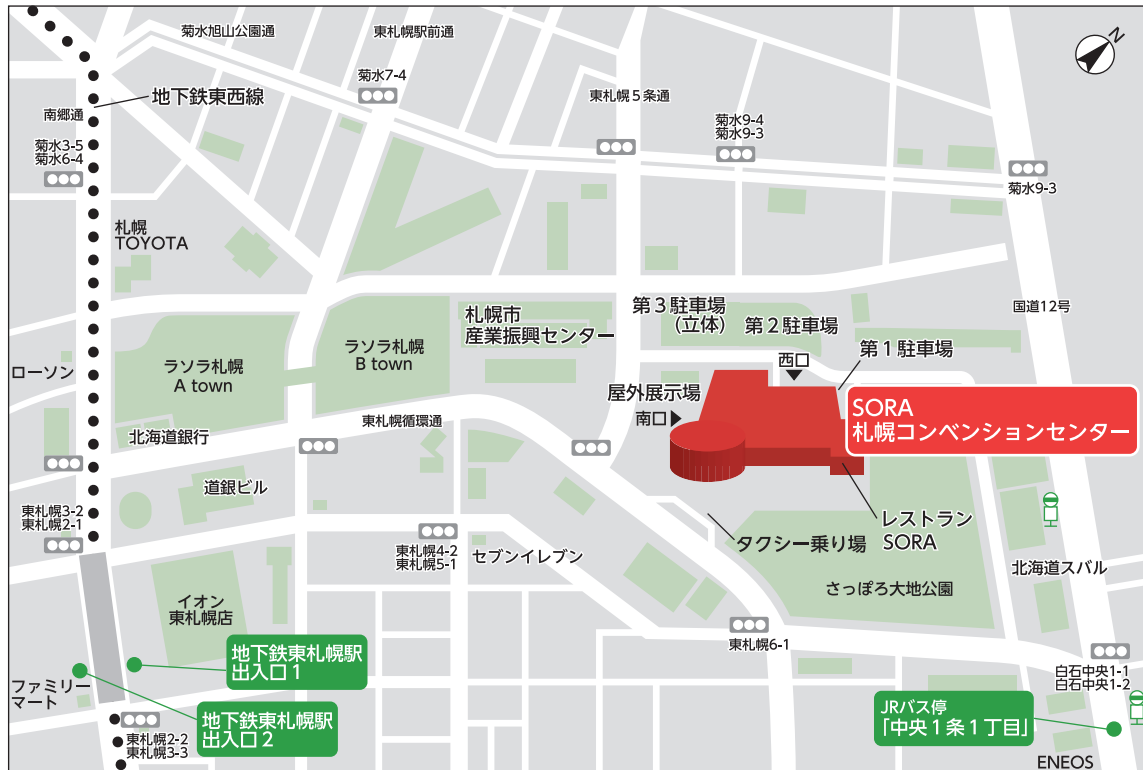 菊水旭山公園通
東札幌駅前通
N
菊水7-4
地下鉄東西線
東札幌5条通
南郷通
菊水9-4
菊水9-3
菊水3-5
菊水6-4
菊水9-3
札幌
TOYOTA
国道12号
第3駐車場
(立体)
第2駐車場
札幌市
産業振興センター
ラソラ札幌
A town
ラソラ札幌
B town
第1駐車場
西口
ローソン
屋外展示場
南口
SORA
札幌コンベンションセンター
東札幌循環通
北海道銀行
道銀ビル
東札幌3-2
東札幌2-1
レストラン
SORA
タクシー乗り場
東札幌4-2
東札幌5-1
セブンイレブン
北海道スバル
さっぽろ大地公園
イオン
東札幌店
東札幌6-1
地下鉄東札幌駅
出入口1
白石中央1-1
白石中央1-2
ファミリー
マート
地下鉄東札幌駅
出入口2
JRバス停
「中央1条1丁目」
東札幌2-2
東札幌3-3
ENEOS